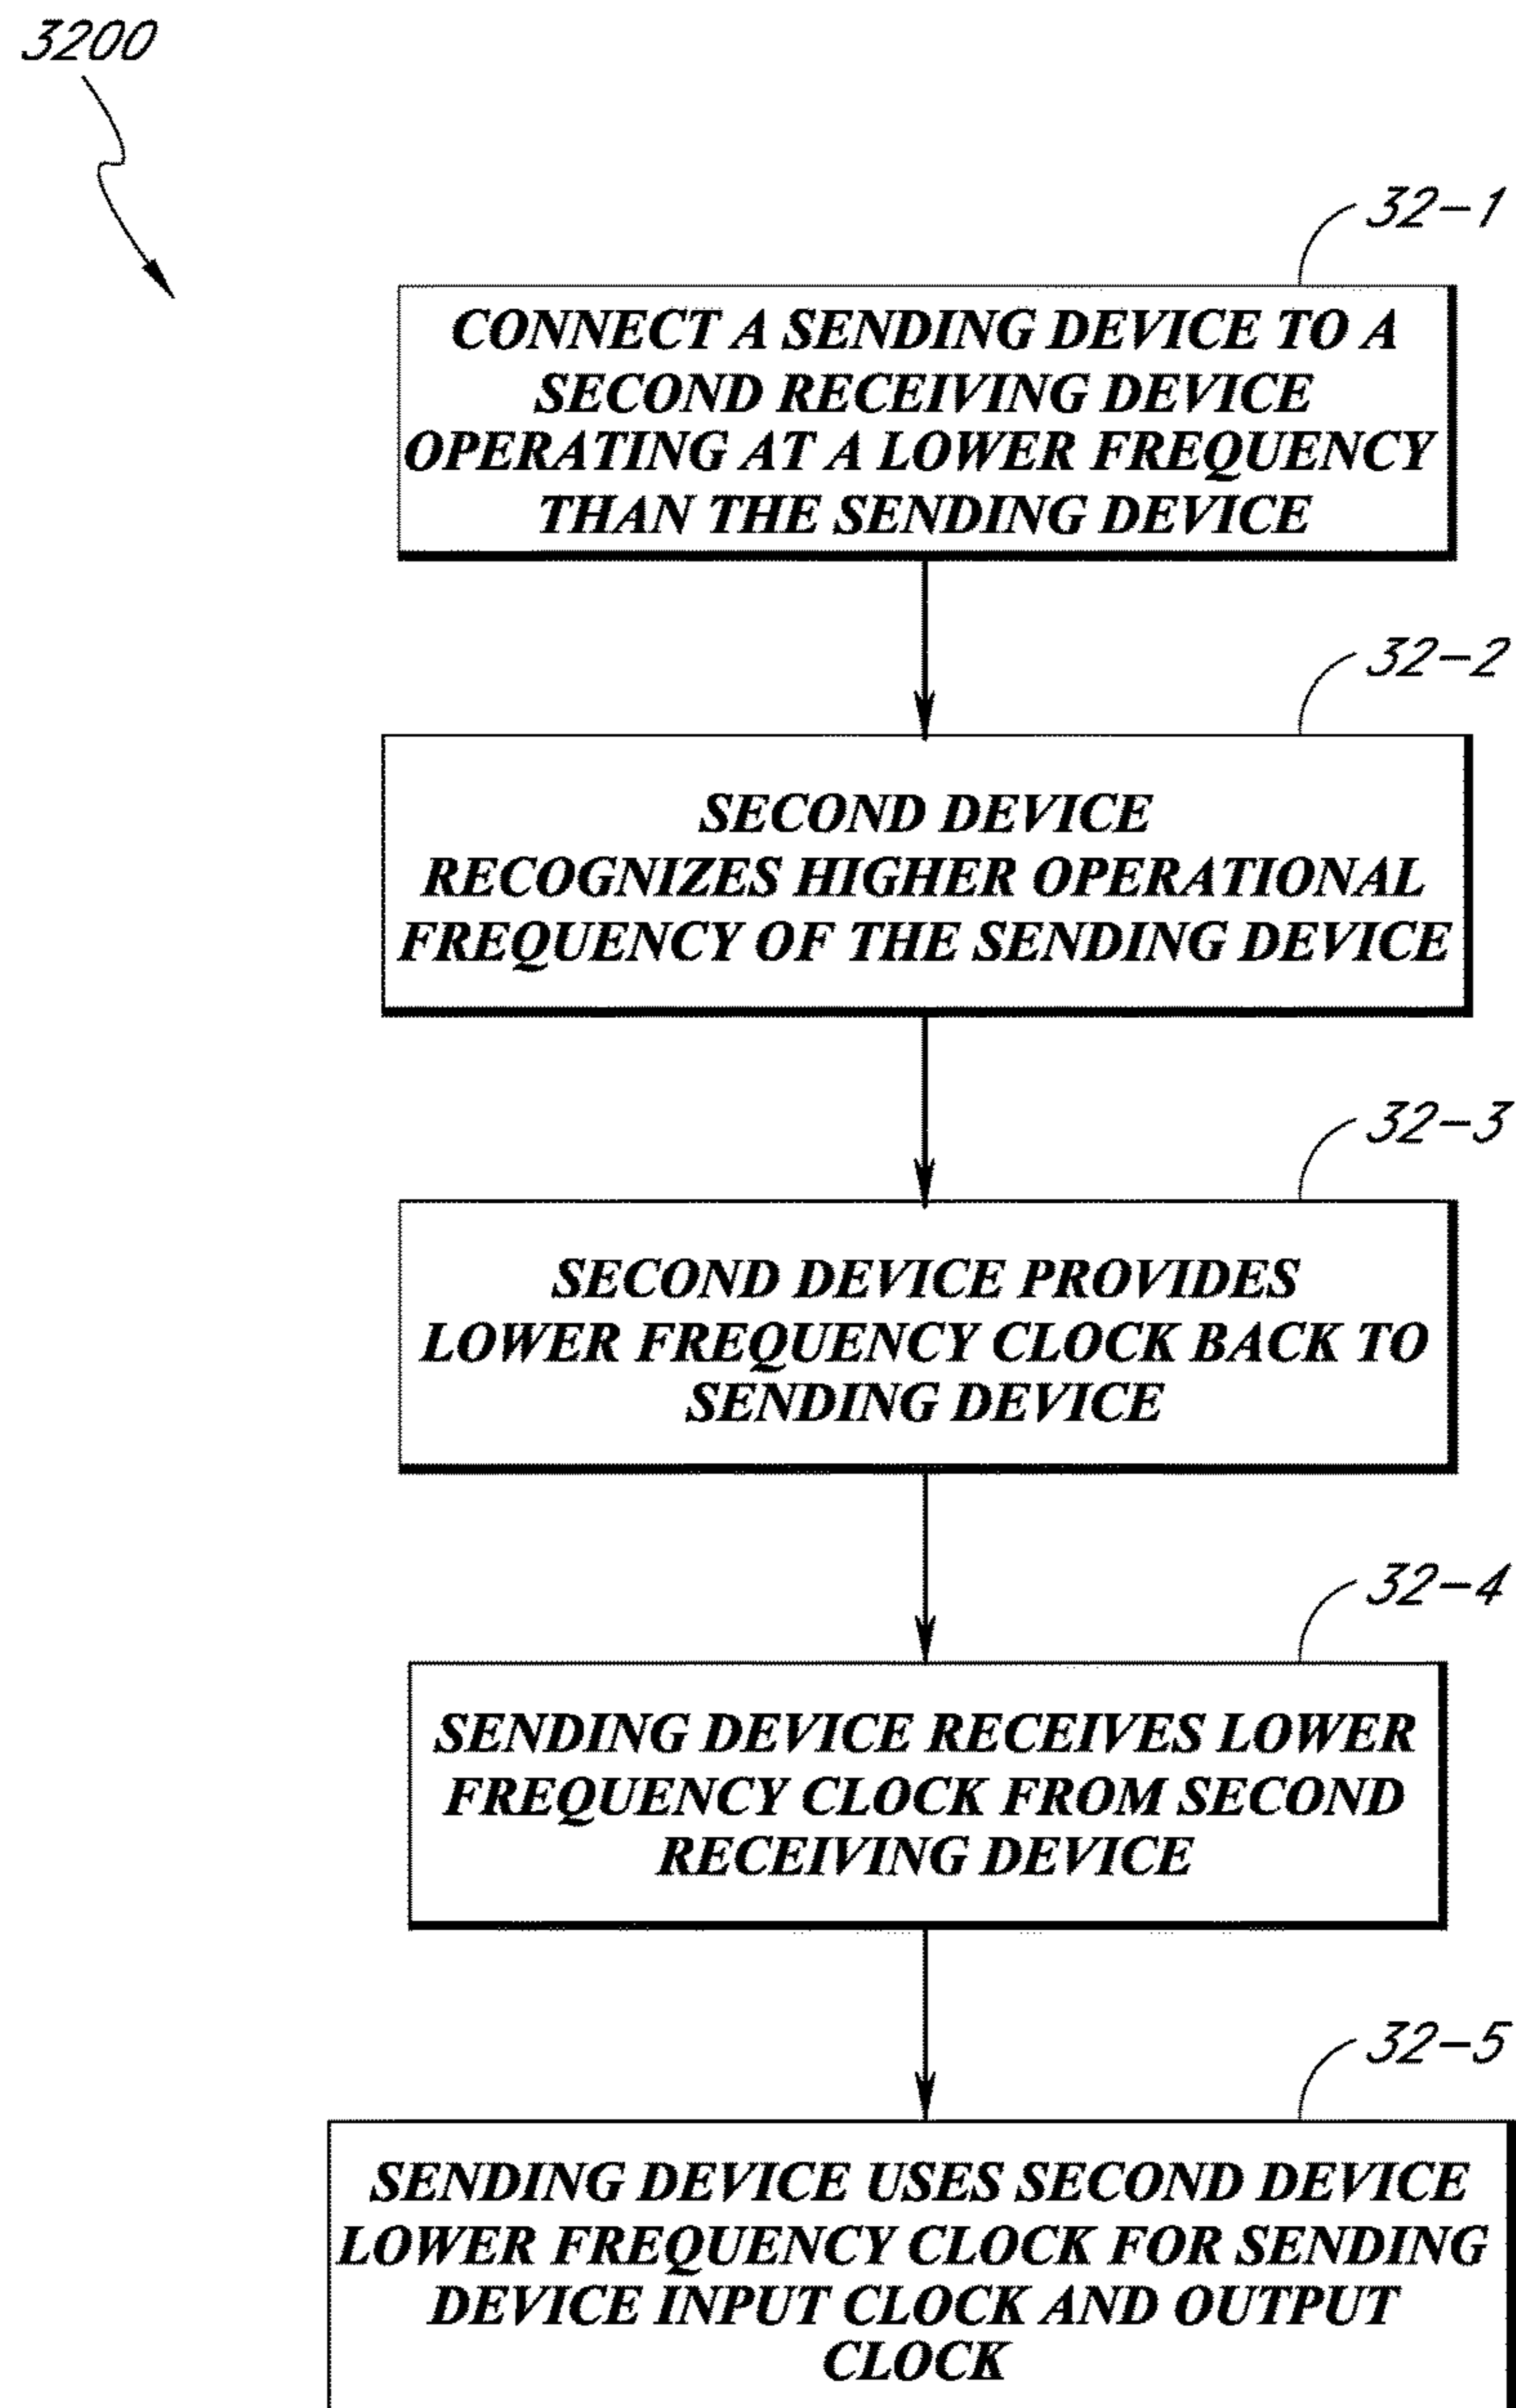 3200
32-1
CONNECT A SENDING DEVICE TO A
SECOND RECEIVING DEVICE
OPERATING AT A LOWER FREQUENCY
THAN THE SENDING DEVICE
32-2
SECOND DEVICE
RECOGNIZES HIGHER OPERATIONAL
FREQUENCY OF THE SENDING DEVICE
32-3
SECOND DEVICE PROVIDES
LOWER FREQUENCY CLOCK BACK TO
SENDING DEVICE
32-4
SENDING DEVICE RECEIVES LOWER
FREQUENCY CLOCK FROM SECOND
RECEIVING DEVICE
32-5
SENDING DEVICE USES SECOND DEVICE
LOWER FREQUENCY CLOCK FOR SENDING
DEVICE INPUT CLOCK AND OUTPUT
CLOCK